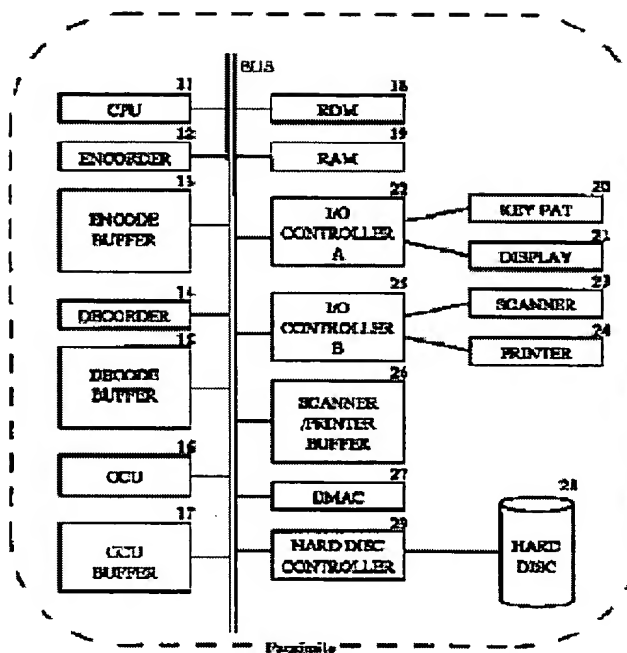 BUS
11
CPU
12
ENCORDER
13
ENCODE
BUFFER
14
DECORDER
15
DECODE
BUFFER
16
CCU
17
CCU
BUFFER
18
ROM
19
RAM
22
I/O
CONTROLLER
A
20
KEY PAT
21
DISPLAY
25
I/O
CONTROLLER
B
23
SCANNER
24
PRINTER
26
SCANNER
/PRINTER
BUFFER
27
DMAC
29
HARD DISC
CONTROLLER
28
HARD
DISC
Facsimile